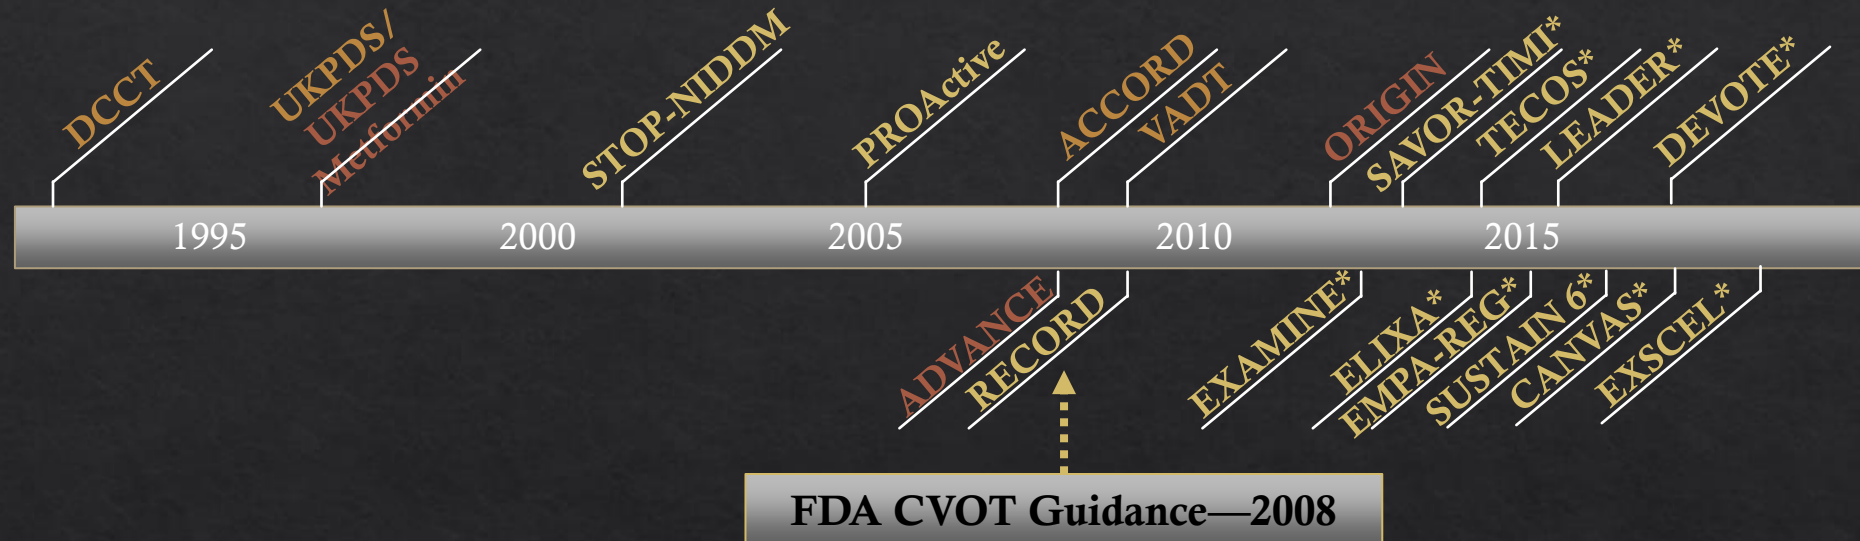 DCCT
UKPDS/
UKPDS
Metformin
STOP-NIDDM
PROActive
ACCORD
VADT
ORIGIN
SAVOR-TIMI*
TECOS*
LEADER*
DEVOTE*
1995
2000
2005
2010
2015
ADVANCE
RECORD
EXAMINE*
ELIXA*
EMPA-REG*
SUSTAIN 6*
CANVAS*
EXSCEL*
FDA CVOT Guidance—2008